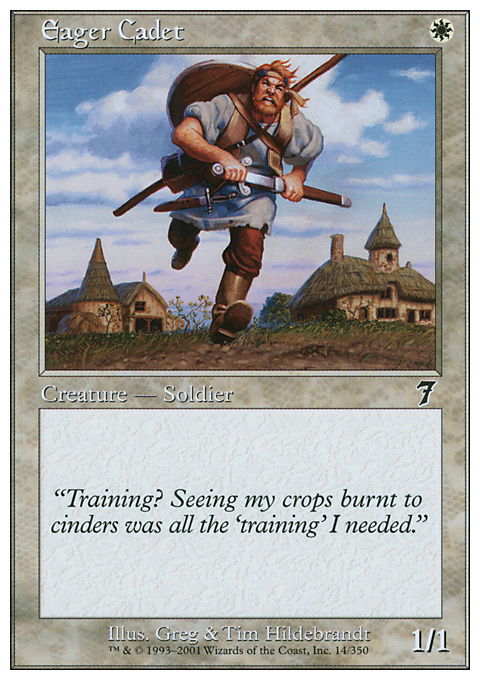 Eager Cadet
Creature — Soldier
7
“Training? Seeing my crops burnt to
cinders was all the ‘training’ I needed.”
Illus. Greg & Tim Hildebrandt
™ & © 1993–2001 Wizards of the Coast, Inc. 14/350
1/1